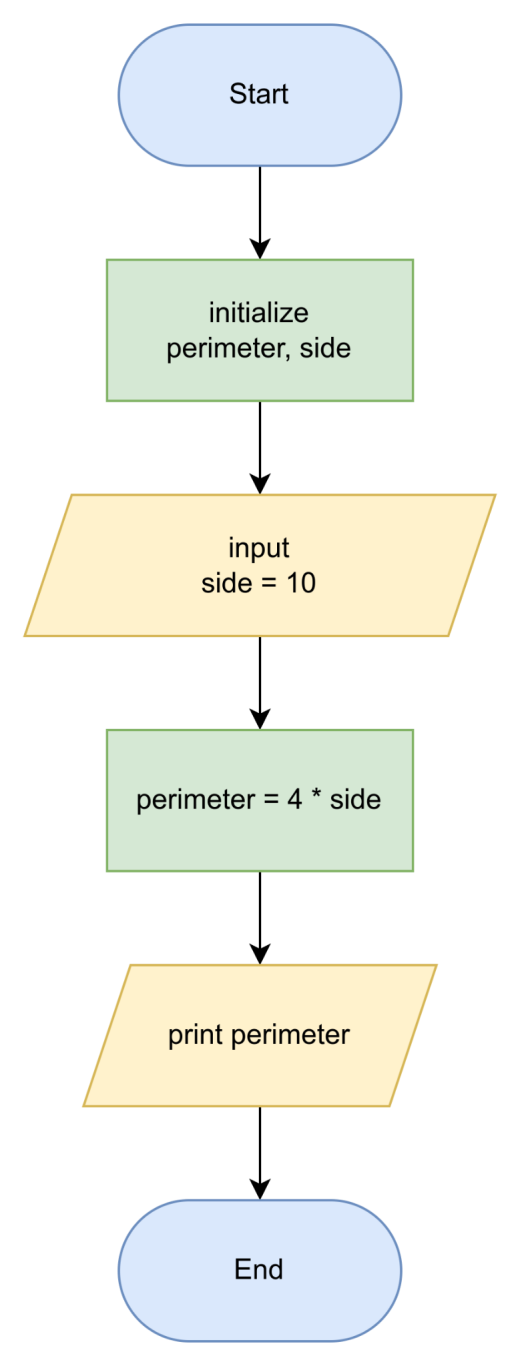 Start
initialize
perimeter, side
input
side = 10
perimeter = 4 * side
print perimeter
End